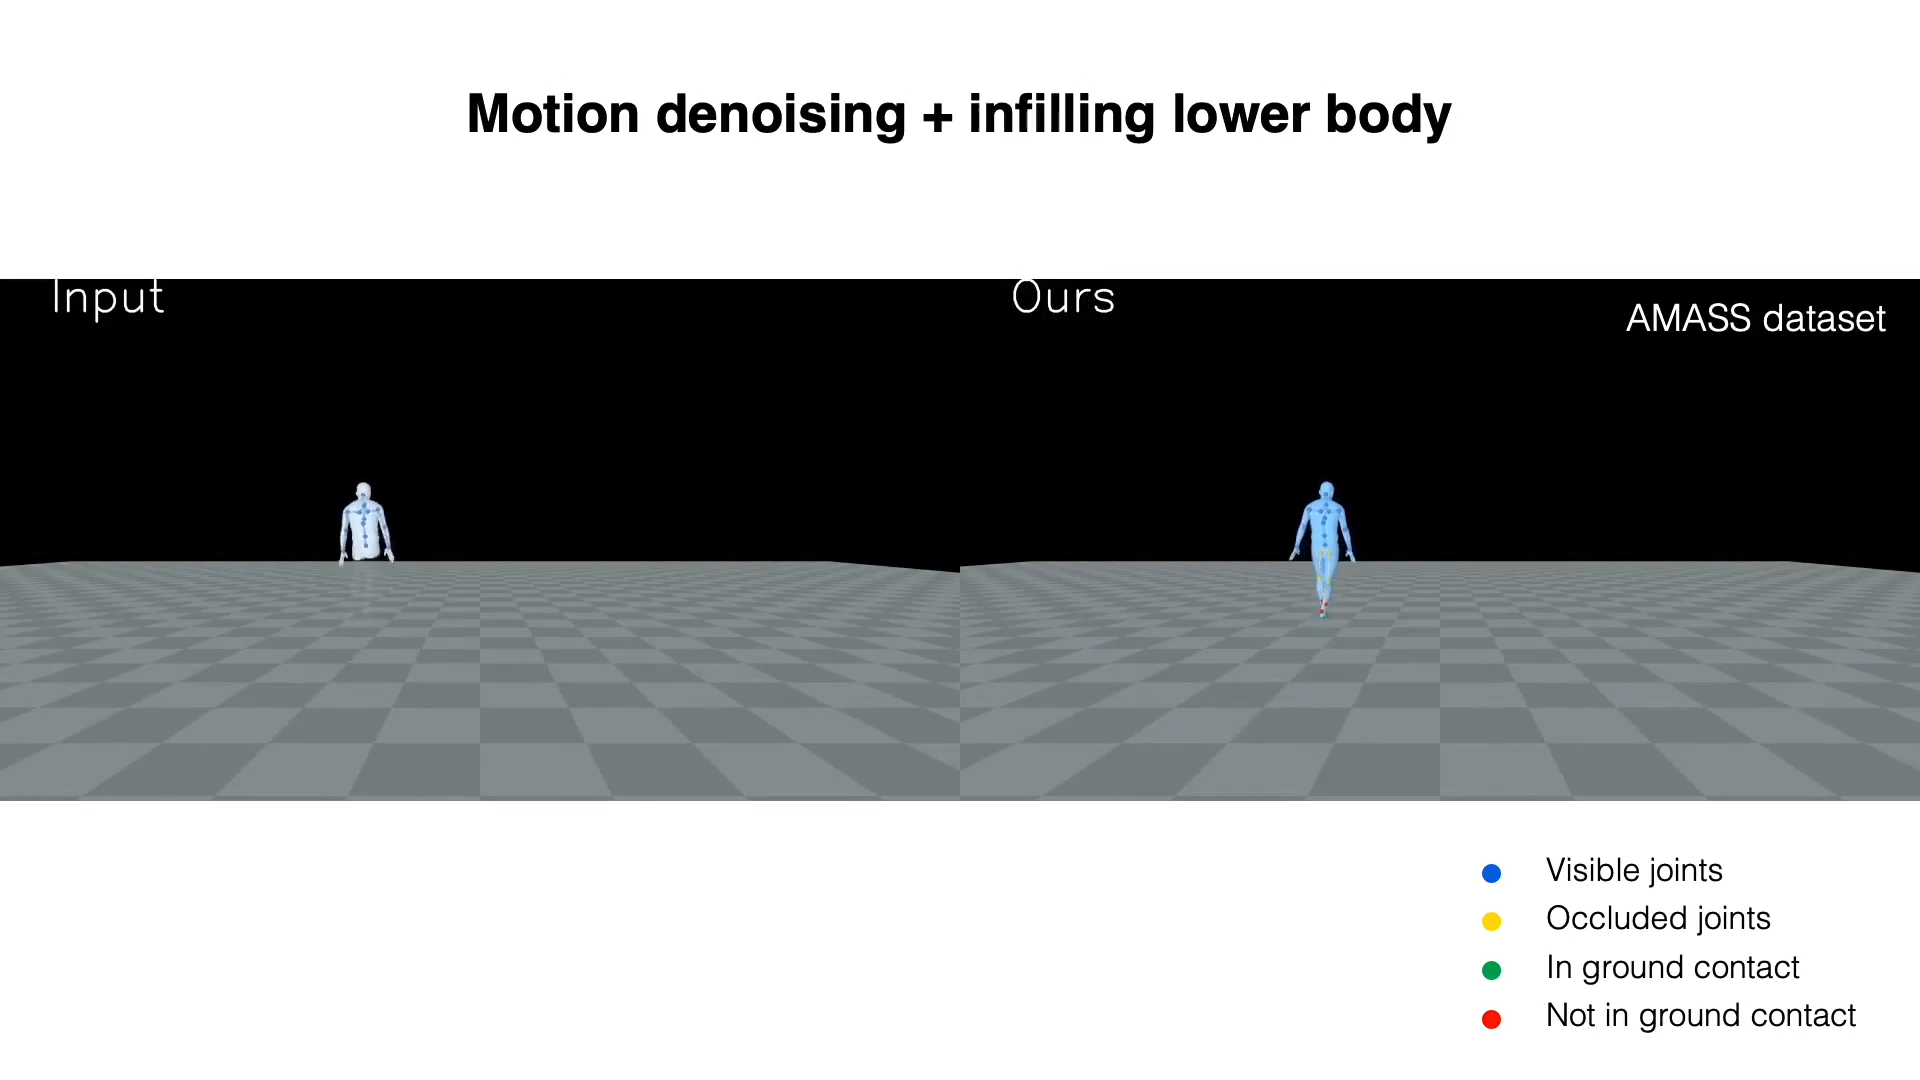 Motion denoising + infilling lower body
Input
Ours
AMASS dataset
Visible joints
Occluded joints
In ground contact
Not in ground contact